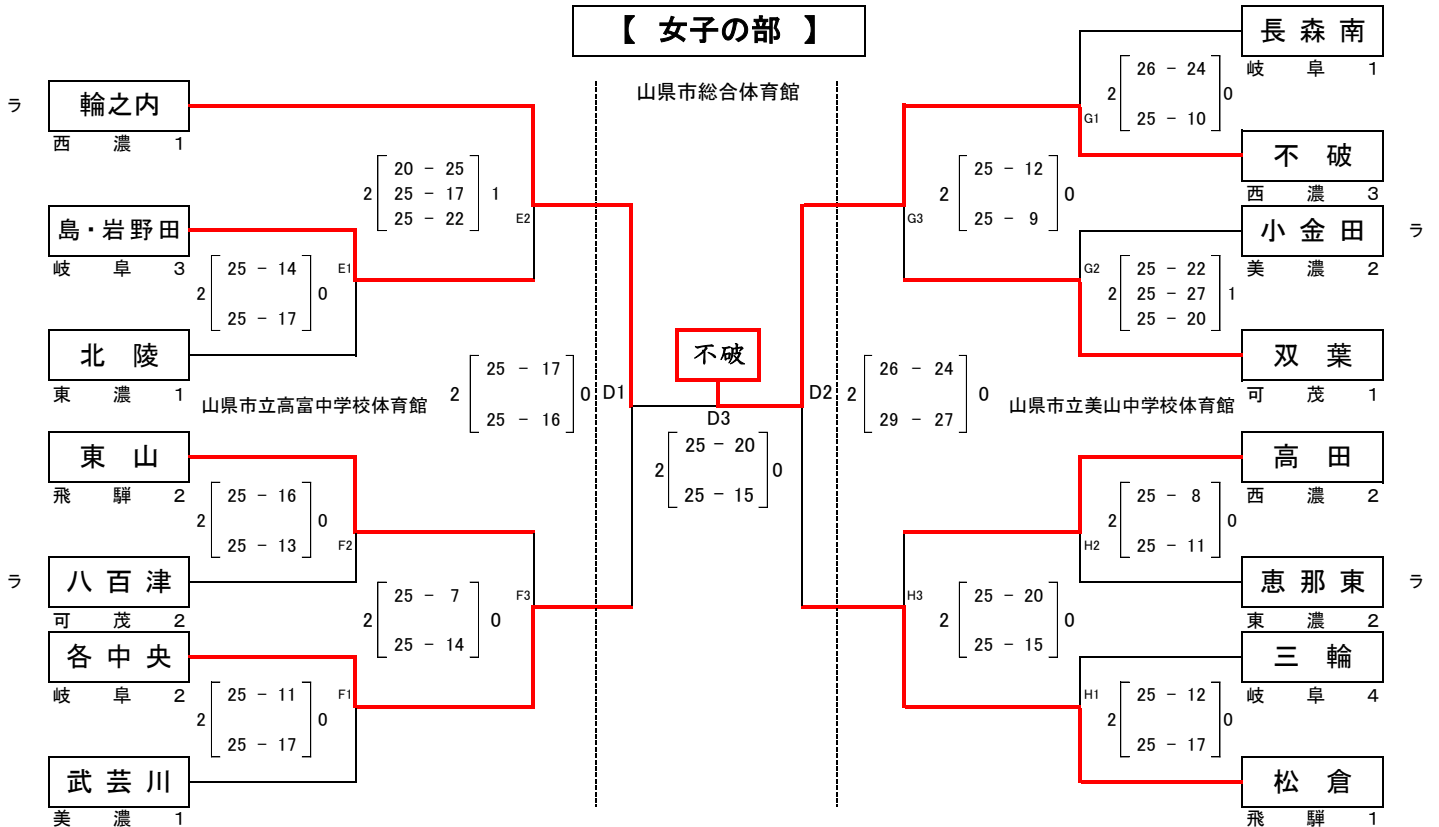 【 女子の部 】
山県市総合体育館
ラ
輪之内
西 濃 1
2
20 － 25
25 － 17
25 － 22
1
E2
島・岩野田
岐 阜 3
E1
2
25 － 14
25 － 17
0
北 陵
東 濃 1
山県市立高富中学校体育館
2
25 － 17
25 － 16
0
D1
東 山
飛 騨 2
2
25 － 16
25 － 13
0
F2
ラ
八 百 津
可 茂 2
2
25 － 7
25 － 14
0
F3
各 中 央
岐 阜 2
2
25 － 11
25 － 17
0
F1
武 芸 川
美 濃 1
不破
D3
2
25 － 20
25 － 15
0
長 森 南
岐 阜 1
2
26 － 24
25 － 10
0
G1
不 破
西 濃 3
2
25 － 12
25 － 9
0
G3
小 金 田
ラ
美 濃 2
G2
2
25 － 22
25 － 27
25 － 20
1
双 葉
可 茂 1
D2
2
26 － 24
29 － 27
0
山県市立美山中学校体育館
高 田
西 濃 2
2
25 － 8
25 － 11
0
H2
恵 那 東
ラ
東 濃 2
H3
2
25 － 20
25 － 15
0
三 輪
岐 阜 4
H1
2
25 － 12
25 － 17
0
松 倉
飛 騨 1